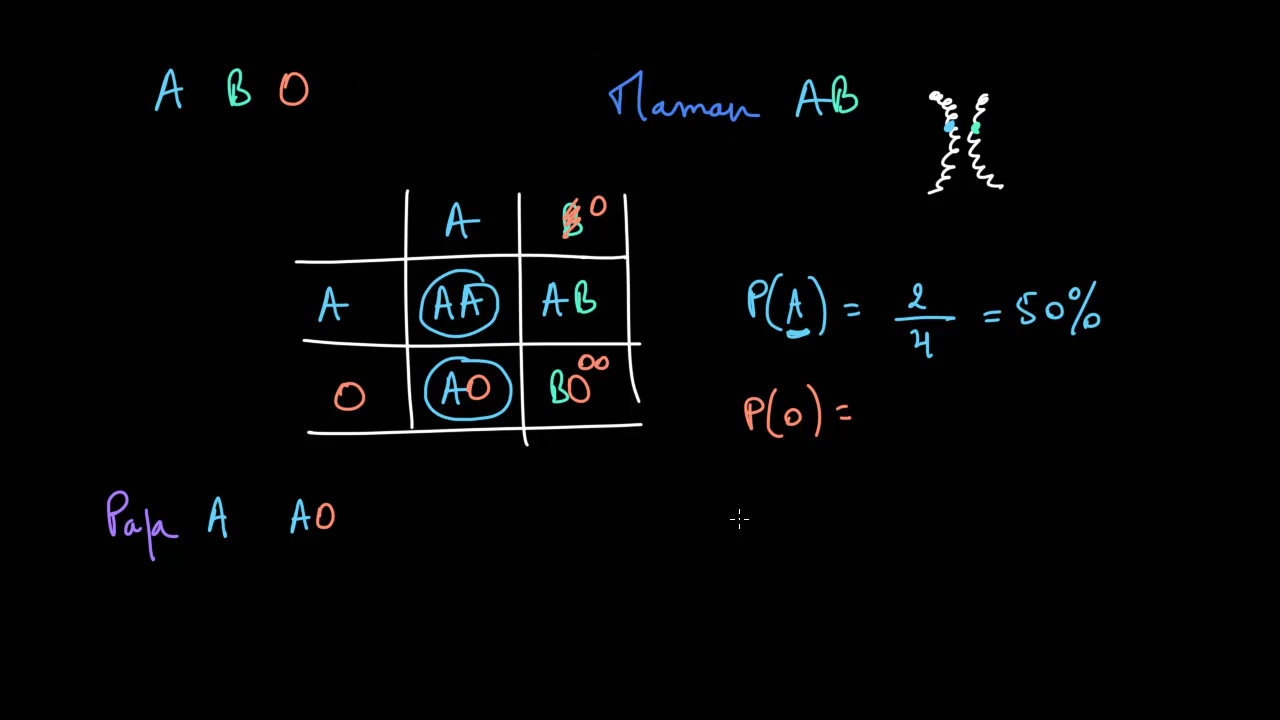 A B O
Maman AB
A B O
A AA AB
O AO BO OO
P(A) = 2/4 = 50%
P(O) =
Papa A AO